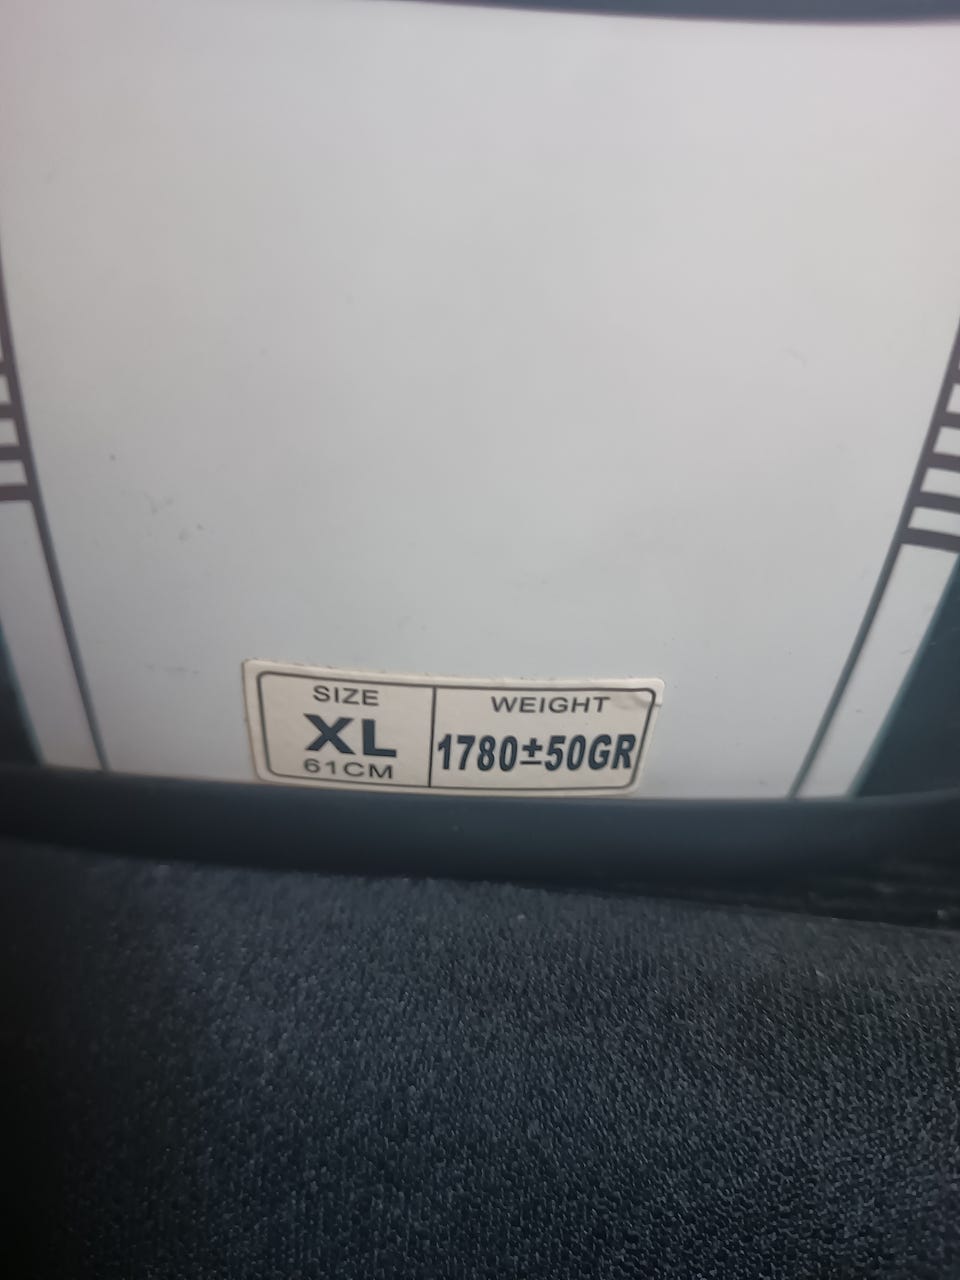 SIZE
XL
61CM
WEIGHT
1780±50GR